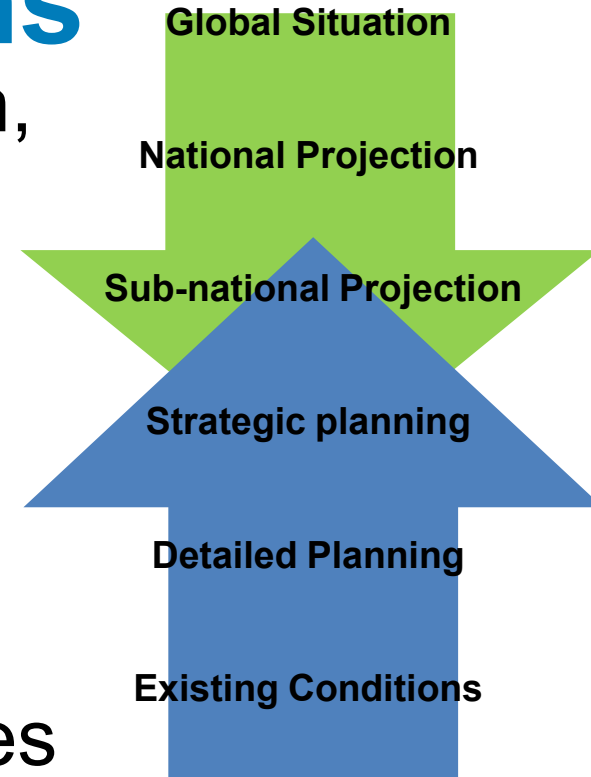 Global Situation
National Projection
Sub-national Projection
Strategic planning
Detailed Planning
Existing Conditions